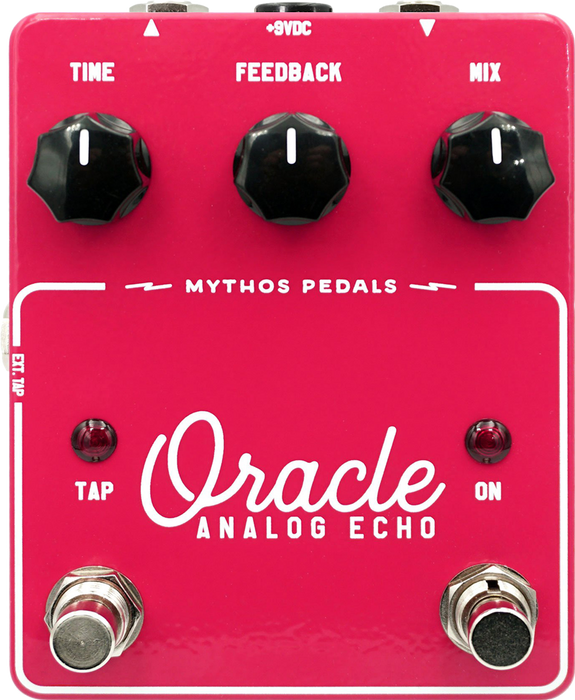 +9VDC
TIME FEEDBACK MIX
MYTHOS PEDALS
EXT. TAP
Oracle
TAP ON
ANALOG ECHO